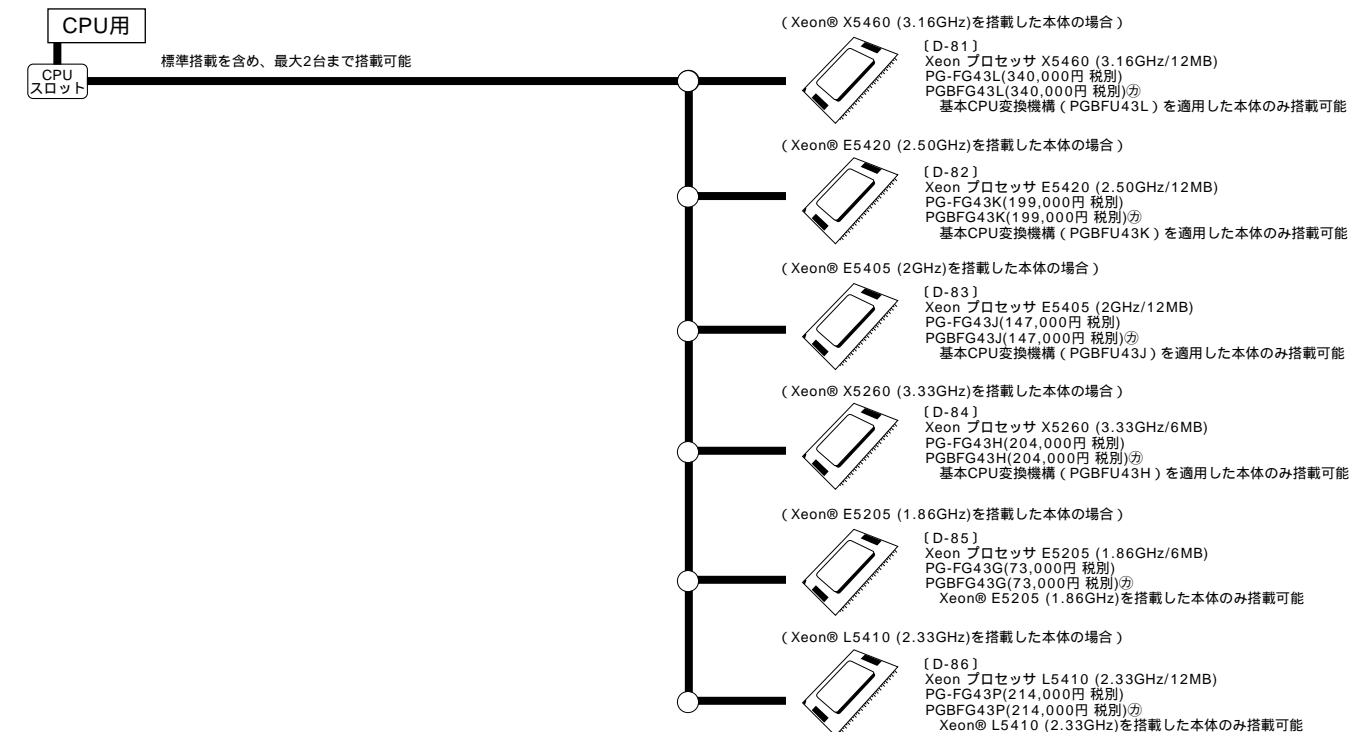 CPU用
CPU
スロット
標準搭載を含め、最大2台まで搭載可能
(Xeon® X5460 (3.16GHz)を搭載した本体の場合)
〔D-81〕
Xeon プロセッサ X5460 (3.16GHz/12MB)
PG-FG43L(340,000円 税別)
PGBFG43L(340,000円 税別)㋕
基本CPU変換機構(PGBFU43L)を適用した本体のみ搭載可能
(Xeon® E5420 (2.50GHz)を搭載した本体の場合)
〔D-82〕
Xeon プロセッサ E5420 (2.50GHz/12MB)
PG-FG43K(199,000円 税別)
PGBFG43K(199,000円 税別)㋕
基本CPU変換機構(PGBFU43K)を適用した本体のみ搭載可能
(Xeon® E5405 (2GHz)を搭載した本体の場合)
〔D-83〕
Xeon プロセッサ E5405 (2GHz/12MB)
PG-FG43J(147,000円 税別)
PGBFG43J(147,000円 税別)㋕
基本CPU変換機構(PGBFU43J)を適用した本体のみ搭載可能
(Xeon® X5260 (3.33GHz)を搭載した本体の場合)
〔D-84〕
Xeon プロセッサ X5260 (3.33GHz/6MB)
PG-FG43H(204,000円 税別)
PGBFG43H(204,000円 税別)㋕
基本CPU変換機構(PGBFU43H)を適用した本体のみ搭載可能
(Xeon® E5205 (1.86GHz)を搭載した本体の場合)
〔D-85〕
Xeon プロセッサ E5205 (1.86GHz/6MB)
PG-FG43G(73,000円 税別)
PGBFG43G(73,000円 税別)㋕
Xeon® E5205 (1.86GHz)を搭載した本体のみ搭載可能
(Xeon® L5410 (2.33GHz)を搭載した本体の場合)
〔D-86〕
Xeon プロセッサ L5410 (2.33GHz/12MB)
PG-FG43P(214,000円 税別)
PGBFG43P(214,000円 税別)㋕
Xeon® L5410 (2.33GHz)を搭載した本体のみ搭載可能